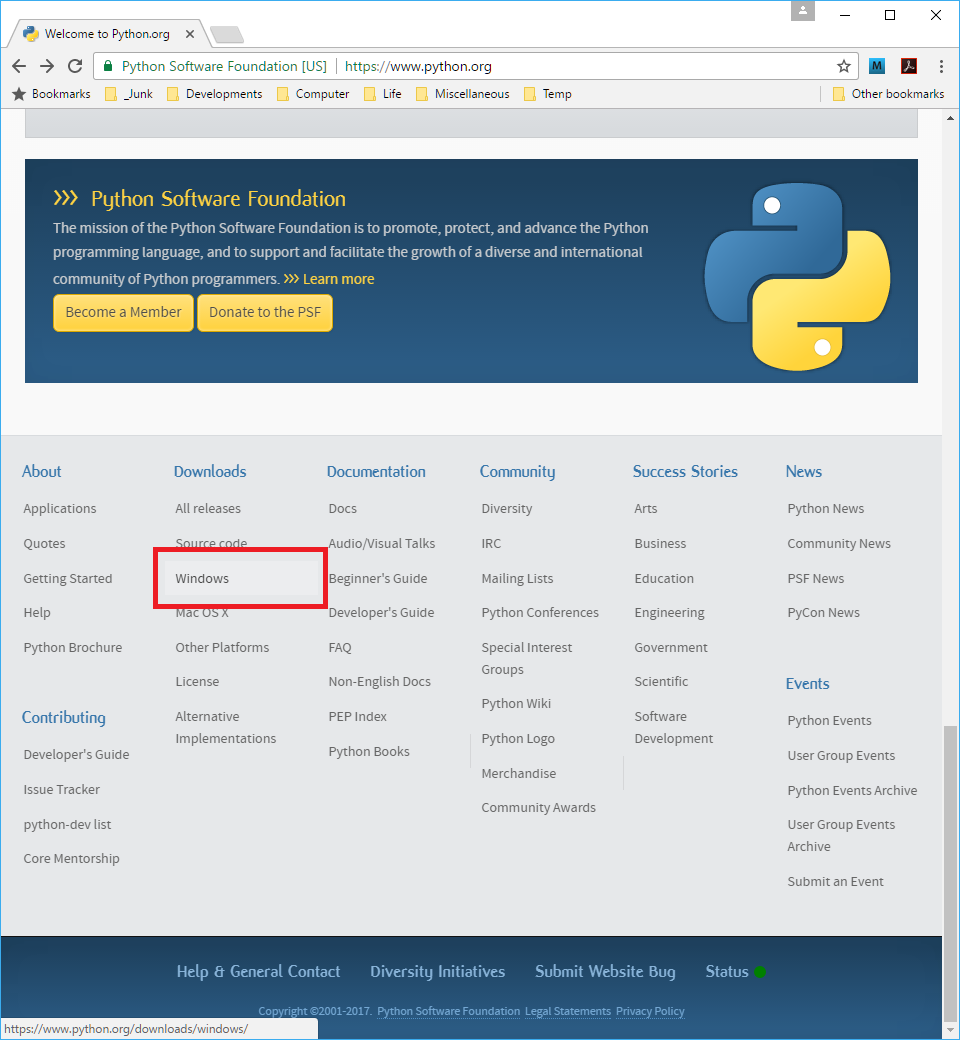 Welcome to Python.org
Python Software Foundation [US] https://www.python.org
Bookmarks _Junk Developments Computer Life Miscellaneous Temp Other bookmarks
Python Software Foundation
The mission of the Python Software Foundation is to promote, protect, and advance the Python
programming language, and to support and facilitate the growth of a diverse and international
community of Python programmers. Learn more
Become a Member Donate to the PSF
About
Applications
Quotes
Getting Started
Help
Python Brochure
Contributing
Developer's Guide
Issue Tracker
python-dev list
Core Mentorship
Downloads
All releases
Source code
Windows
Mac OS X
Other Platforms
License
Alternative
Implementations
Documentation
Docs
Audio/Visual Talks
Beginner's Guide
Developer's Guide
FAQ
Non-English Docs
PEP Index
Python Books
Community
Diversity
IRC
Mailing Lists
Python Conferences
Special Interest
Groups
Python Wiki
Python Logo
Merchandise
Community Awards
Success Stories
Arts
Business
Education
Engineering
Government
Scientific
Software
Development
News
Python News
Community News
PSF News
PyCon News
Events
Python Events
User Group Events
Python Events Archive
User Group Events
Archive
Submit an Event
Help & General Contact Diversity Initiatives Submit Website Bug Status
Copyright ©2001-2017. Python Software Foundation Legal Statements Privacy Policy
https://www.python.org/downloads/windows/